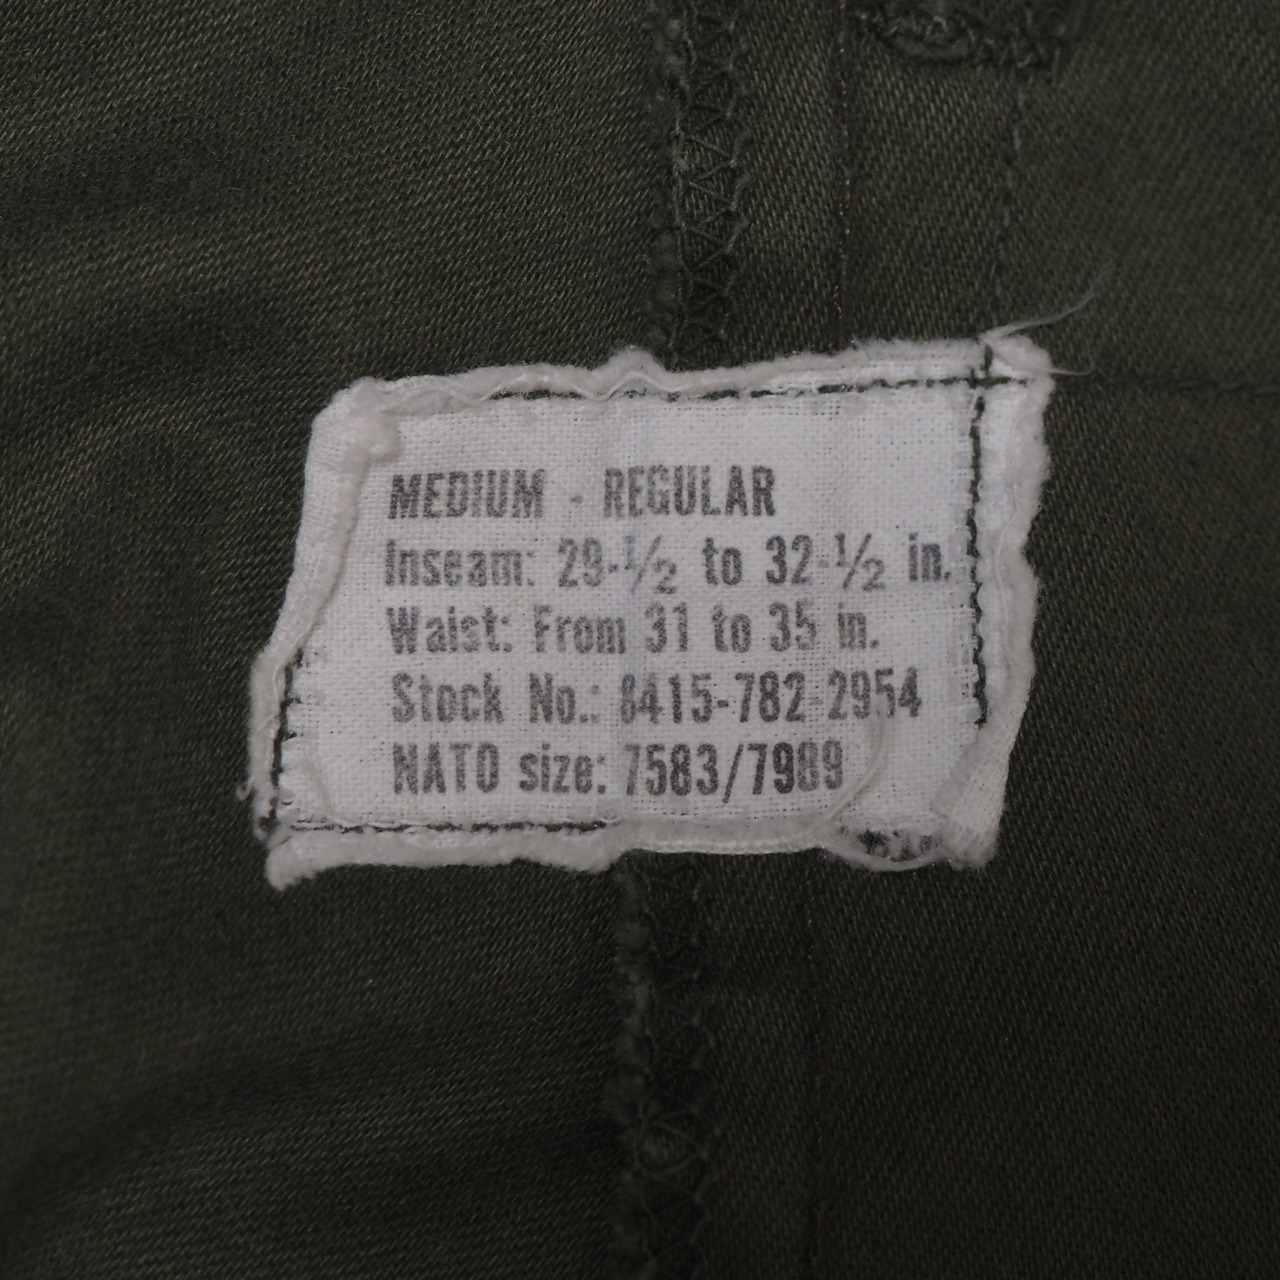 MEDIUM - REGULAR
Inseam: 29-1/2 to 32-1/2 in.
Waist: From 31 to 35 in.
Stock No.: 8415-782-2954
NATO size: 7583/7989